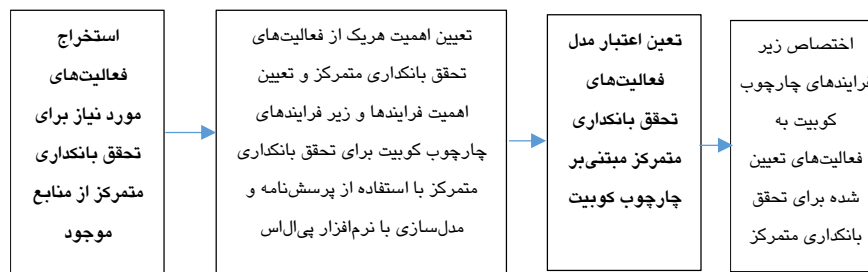 استخراج
فعالیت‌های
مورد نیاز برای
تحقق بانکداری
متمرکز از منابع
موجود
تعیین اهمیت هریک از فعالیت‌های
تحقق بانکداری متمرکز و تعیین
اهمیت فرایندها و زیر فرایندهای
چارچوب کوبیت برای تحقق بانکداری
متمرکز با استفاده از پرسش‌نامه و
مدل‌سازی با نرم‌افزار پی‌ال‌اس
تعین اعتبار مدل
فعالیت‌های
تحقق بانکداری
متمرکز مبتنی‌بر
چارچوب کوبیت
اختصاص زیر
فرایندهای چارچوب
کوبیت به
فعالیت‌های تعیین
شده برای تحقق
بانکداری متمرکز